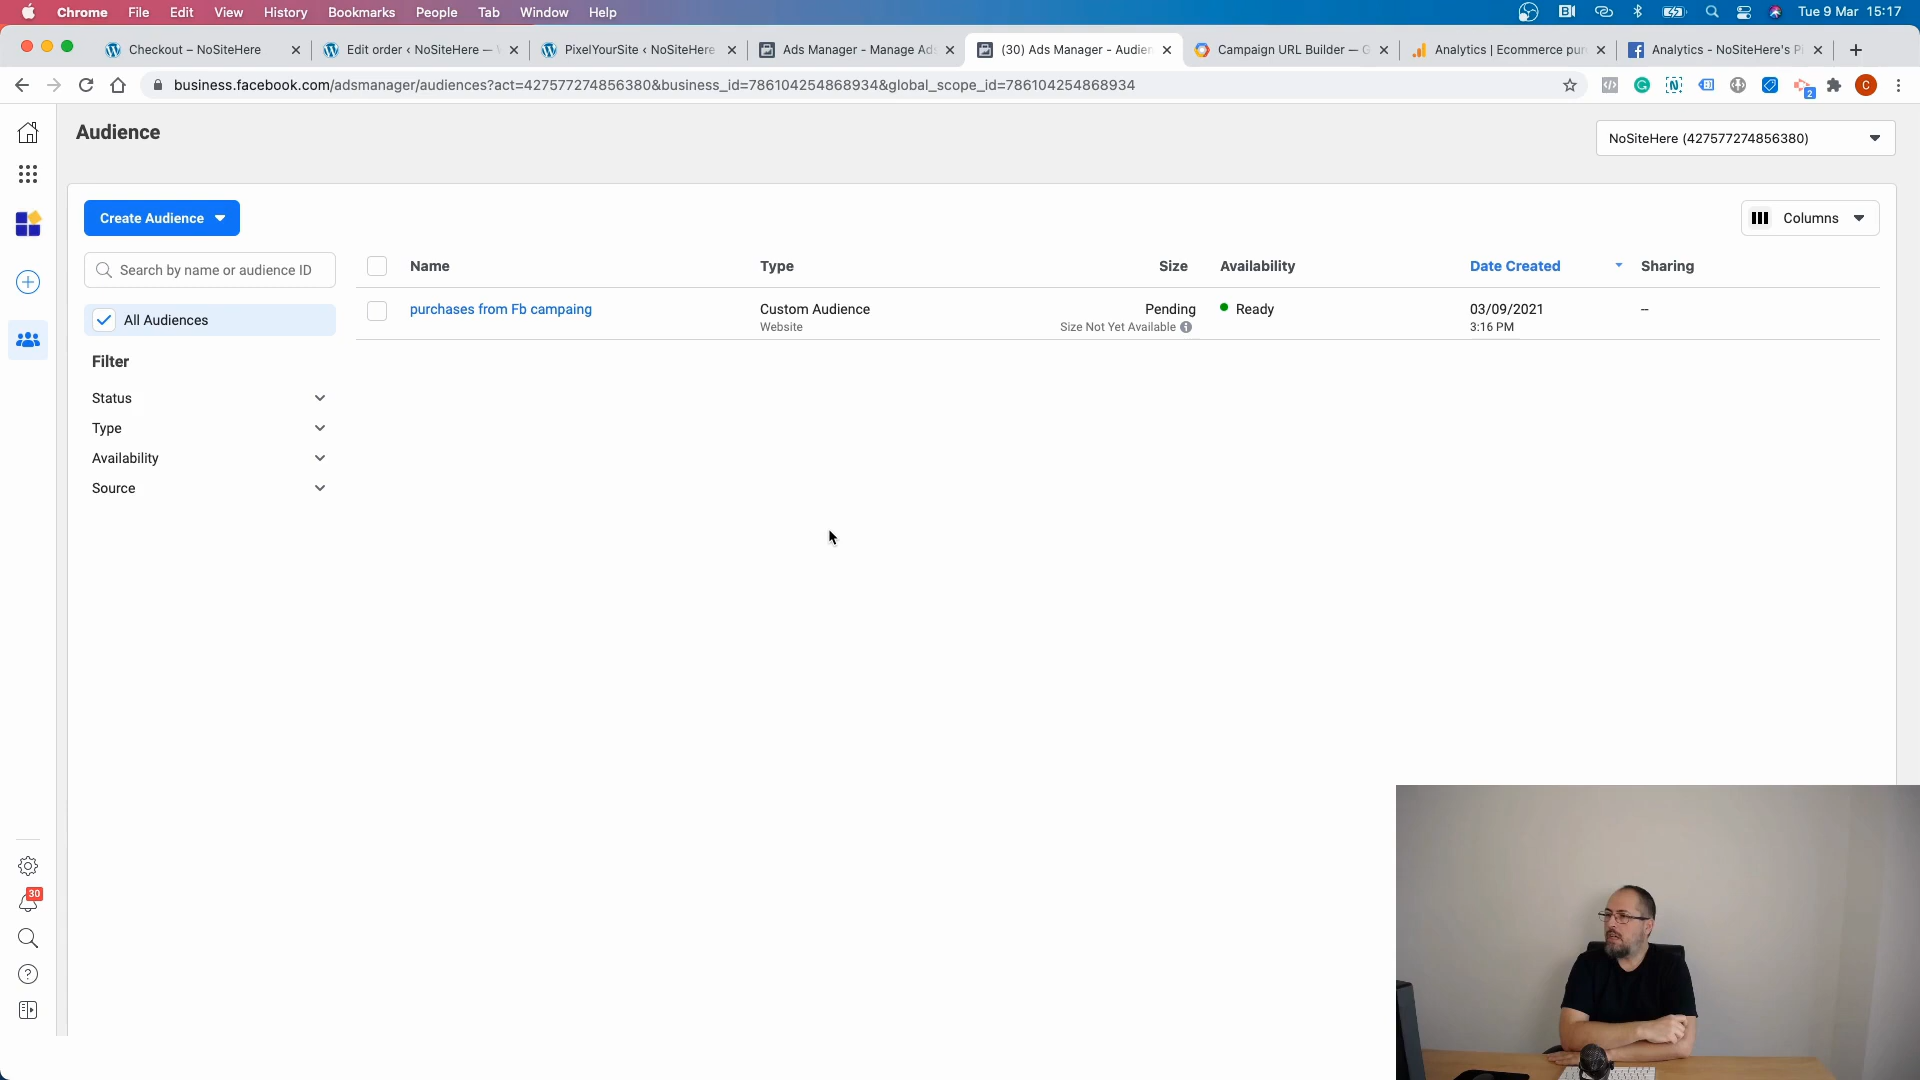 Chrome File Edit View History Bookmarks People Tab Window Help Tue 9 Mar 15:17
Checkout – NoSiteHere
Edit order ‹ NoSiteHere —
PixelYourSite ‹ NoSiteHere
Ads Manager - Manage Ad
(30) Ads Manager - Audien
Campaign URL Builder — G
Analytics | Ecommerce pur
Analytics - NoSiteHere's Pi
business.facebook.com/adsmanager/audiences?act=427577274856380&business_id=786104254868934&global_scope_id=786104254868934
2
C
Audience
NoSiteHere (427577274856380)
Create Audience
Columns
Search by name or audience ID
Name Type Size Availability Date Created Sharing
All Audiences
purchases from Fb campaing Custom Audience Pending Ready 03/09/2021 --
Website Size Not Yet Available 3:16 PM
Filter
Status
Type
Availability
Source
30